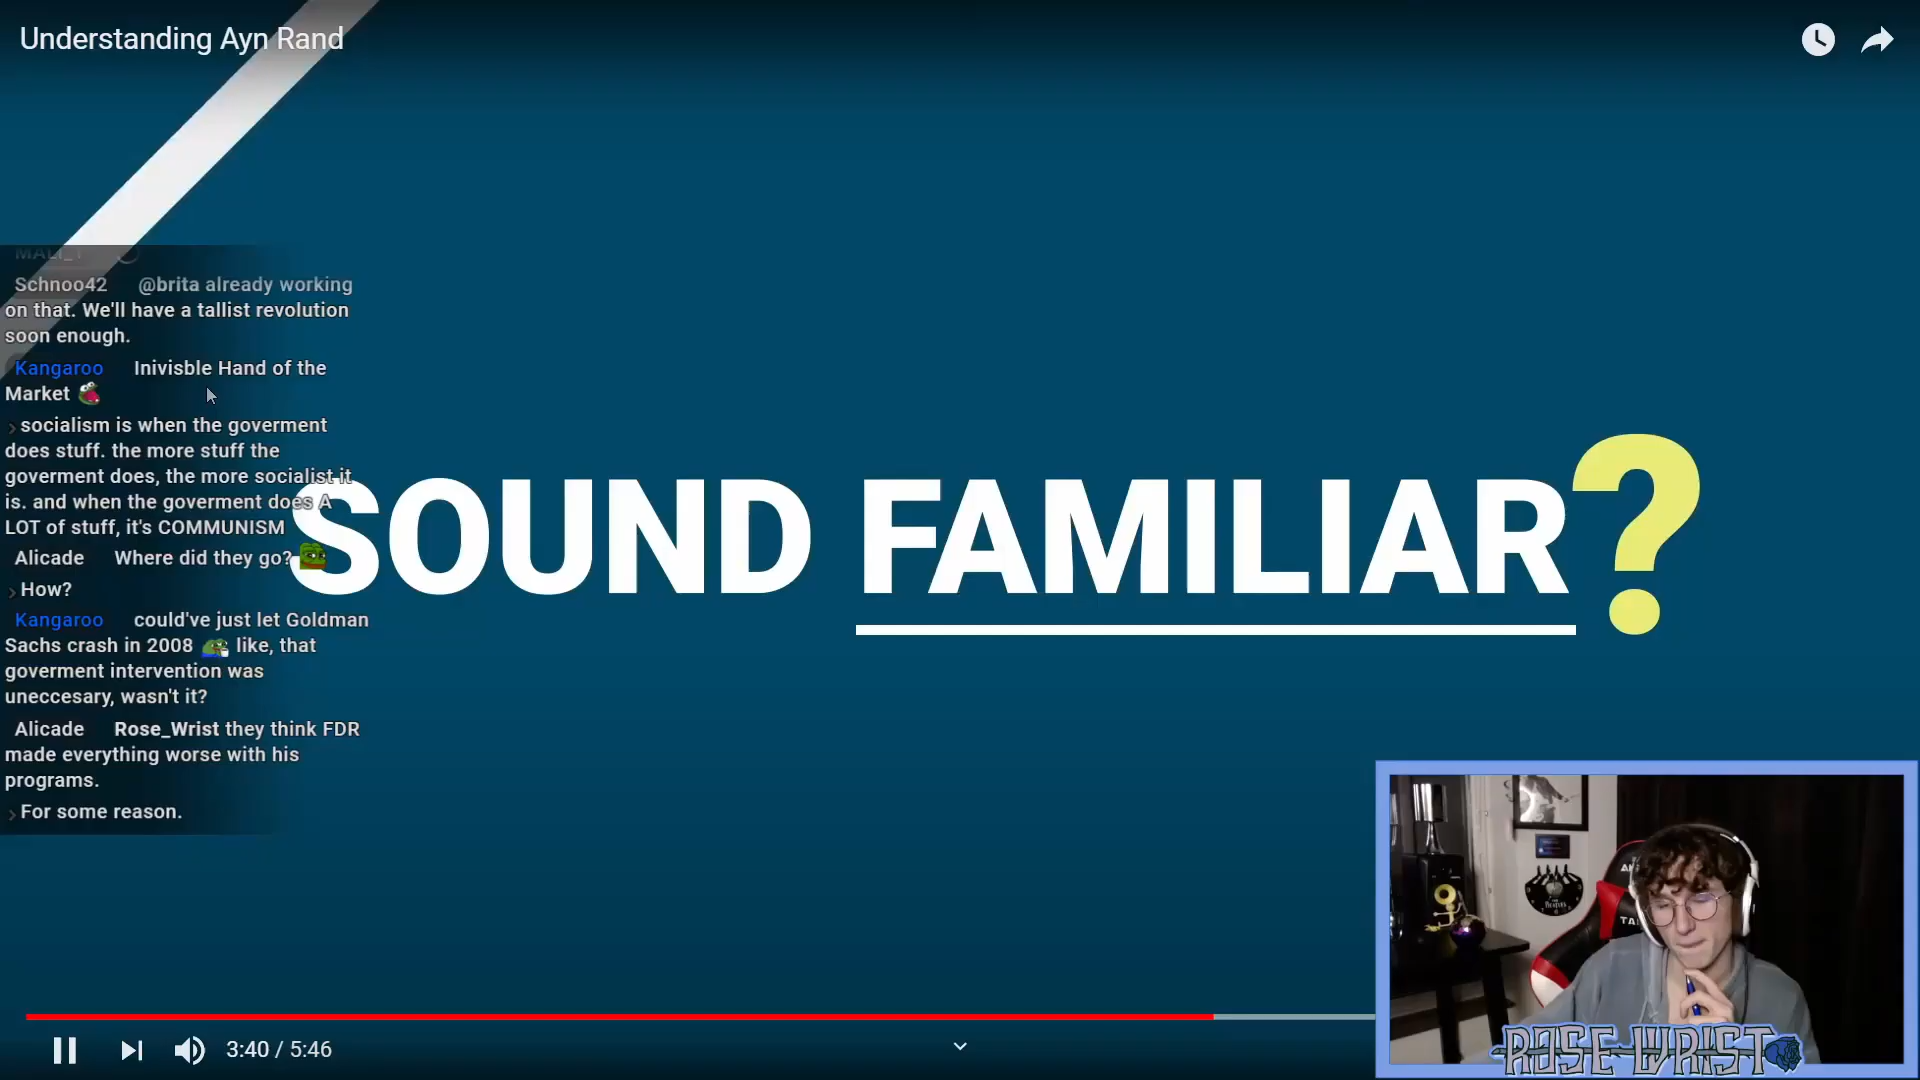 Understanding Ayn Rand
Schnoo42 @brita already working
on that. We'll have a tallist revolution
soon enough.
Kangaroo Inivisble Hand of the
Market
socialism is when the goverment
does stuff. the more stuff the
goverment does, the more socialist it
is. and when the goverment does A
LOT of stuff, it's COMMUNISM
Alicade Where did they go?
How?
Kangaroo could've just let Goldman
Sachs crash in 2008 like, that
goverment intervention was
uneccesary, wasn't it?
Alicade Rose_Wrist they think FDR
made everything worse with his
programs.
For some reason.
SOUND FAMILIAR?
3:40 / 5:46
ROSE WRIST